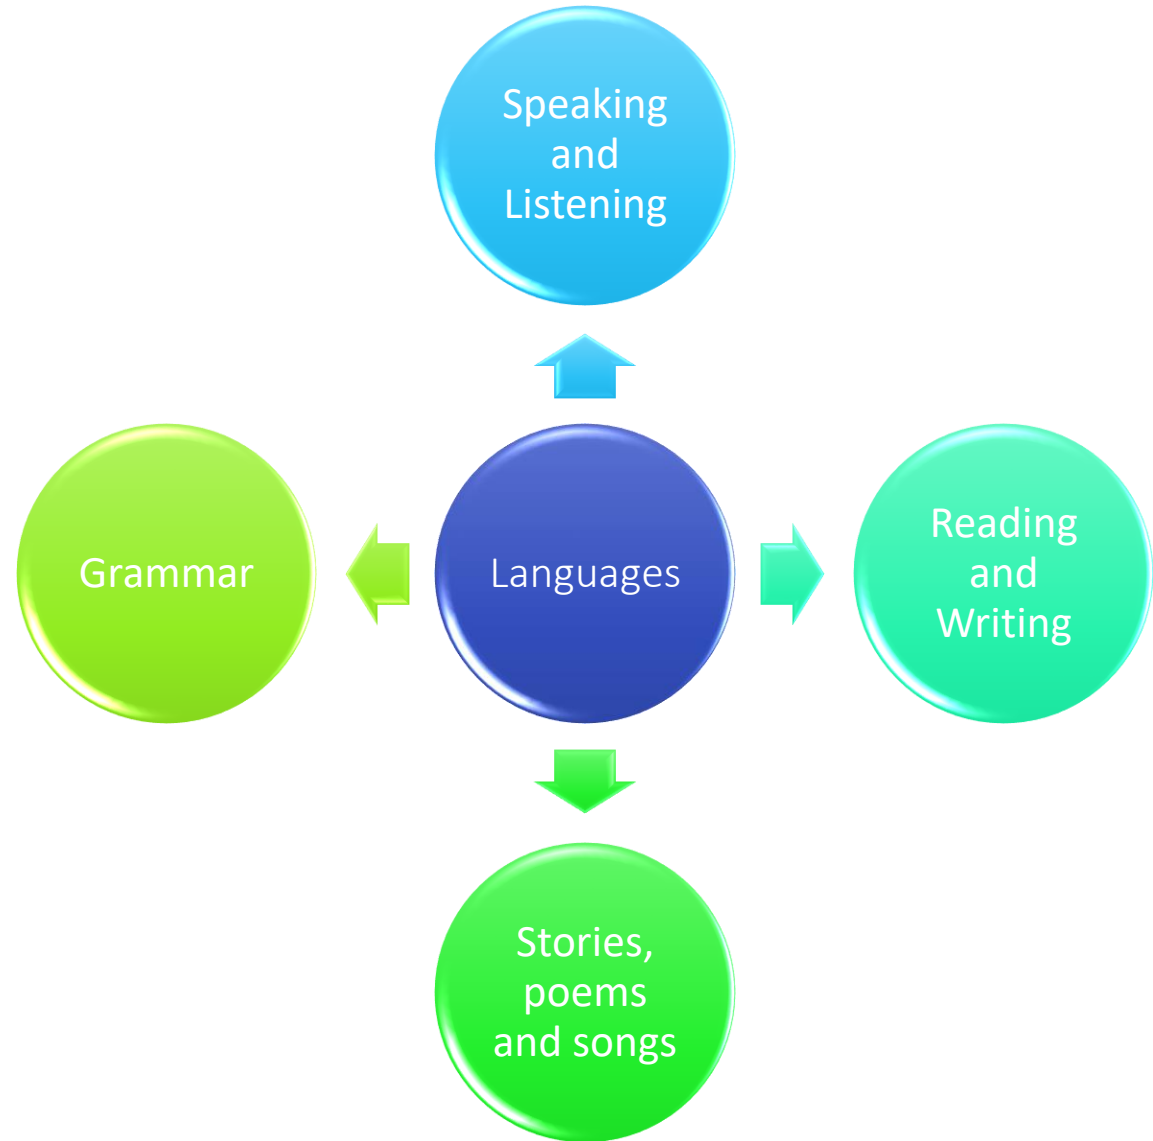 Speaking
and
Listening
Grammar
Languages
Reading
and
Writing
Stories,
poems
and songs